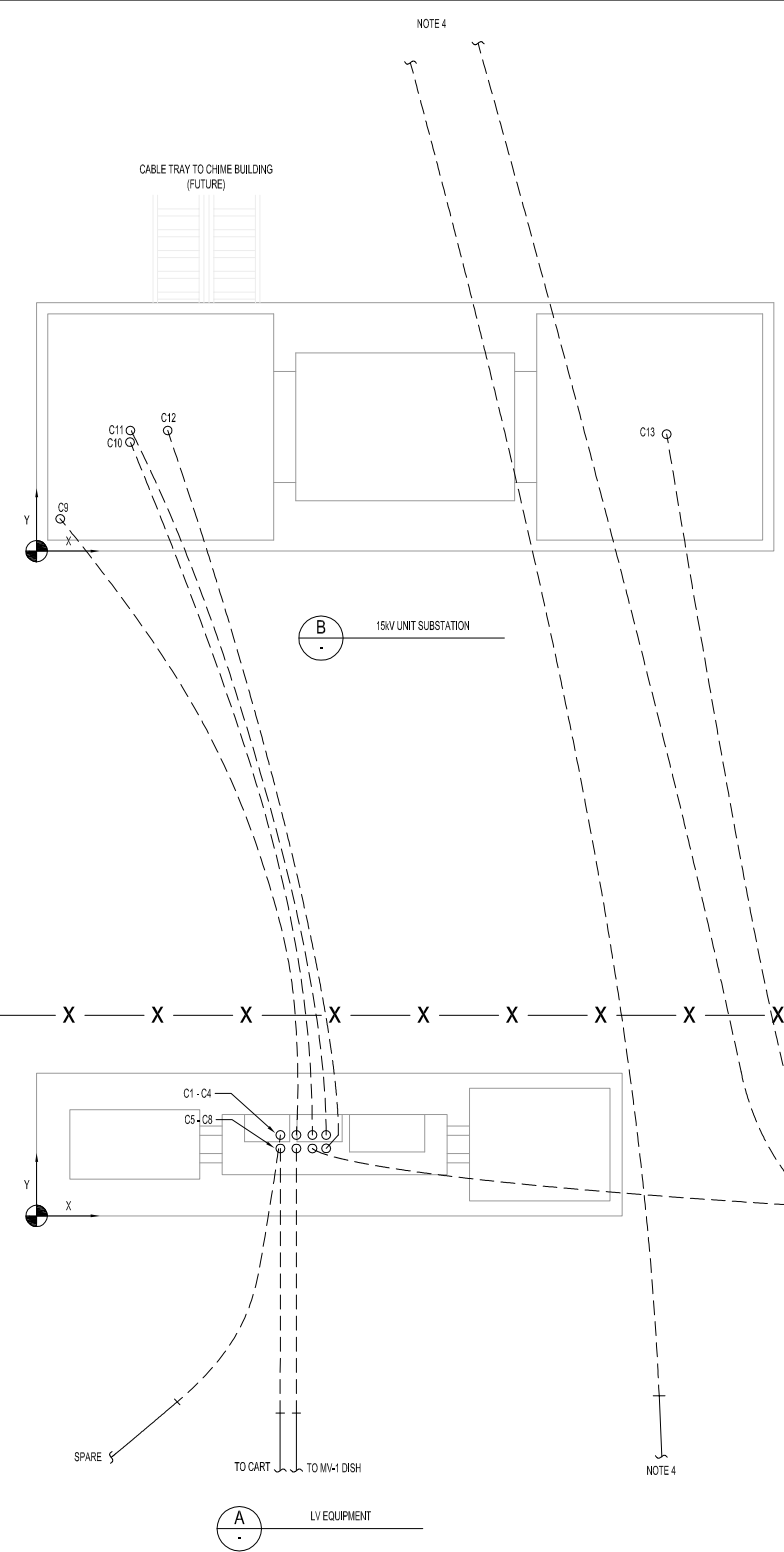 NOTE 4
CABLE TRAY TO CHIME BUILDING
(FUTURE)
C11
C12
C10
C13
C9
Y
X
B
-
15kV UNIT SUBSTATION
X X X X X X X X X
C1 - C4
C5 - C8
Y
X
SPARE
TO CART
TO MV-1 DISH
NOTE 4
A
-
LV EQUIPMENT